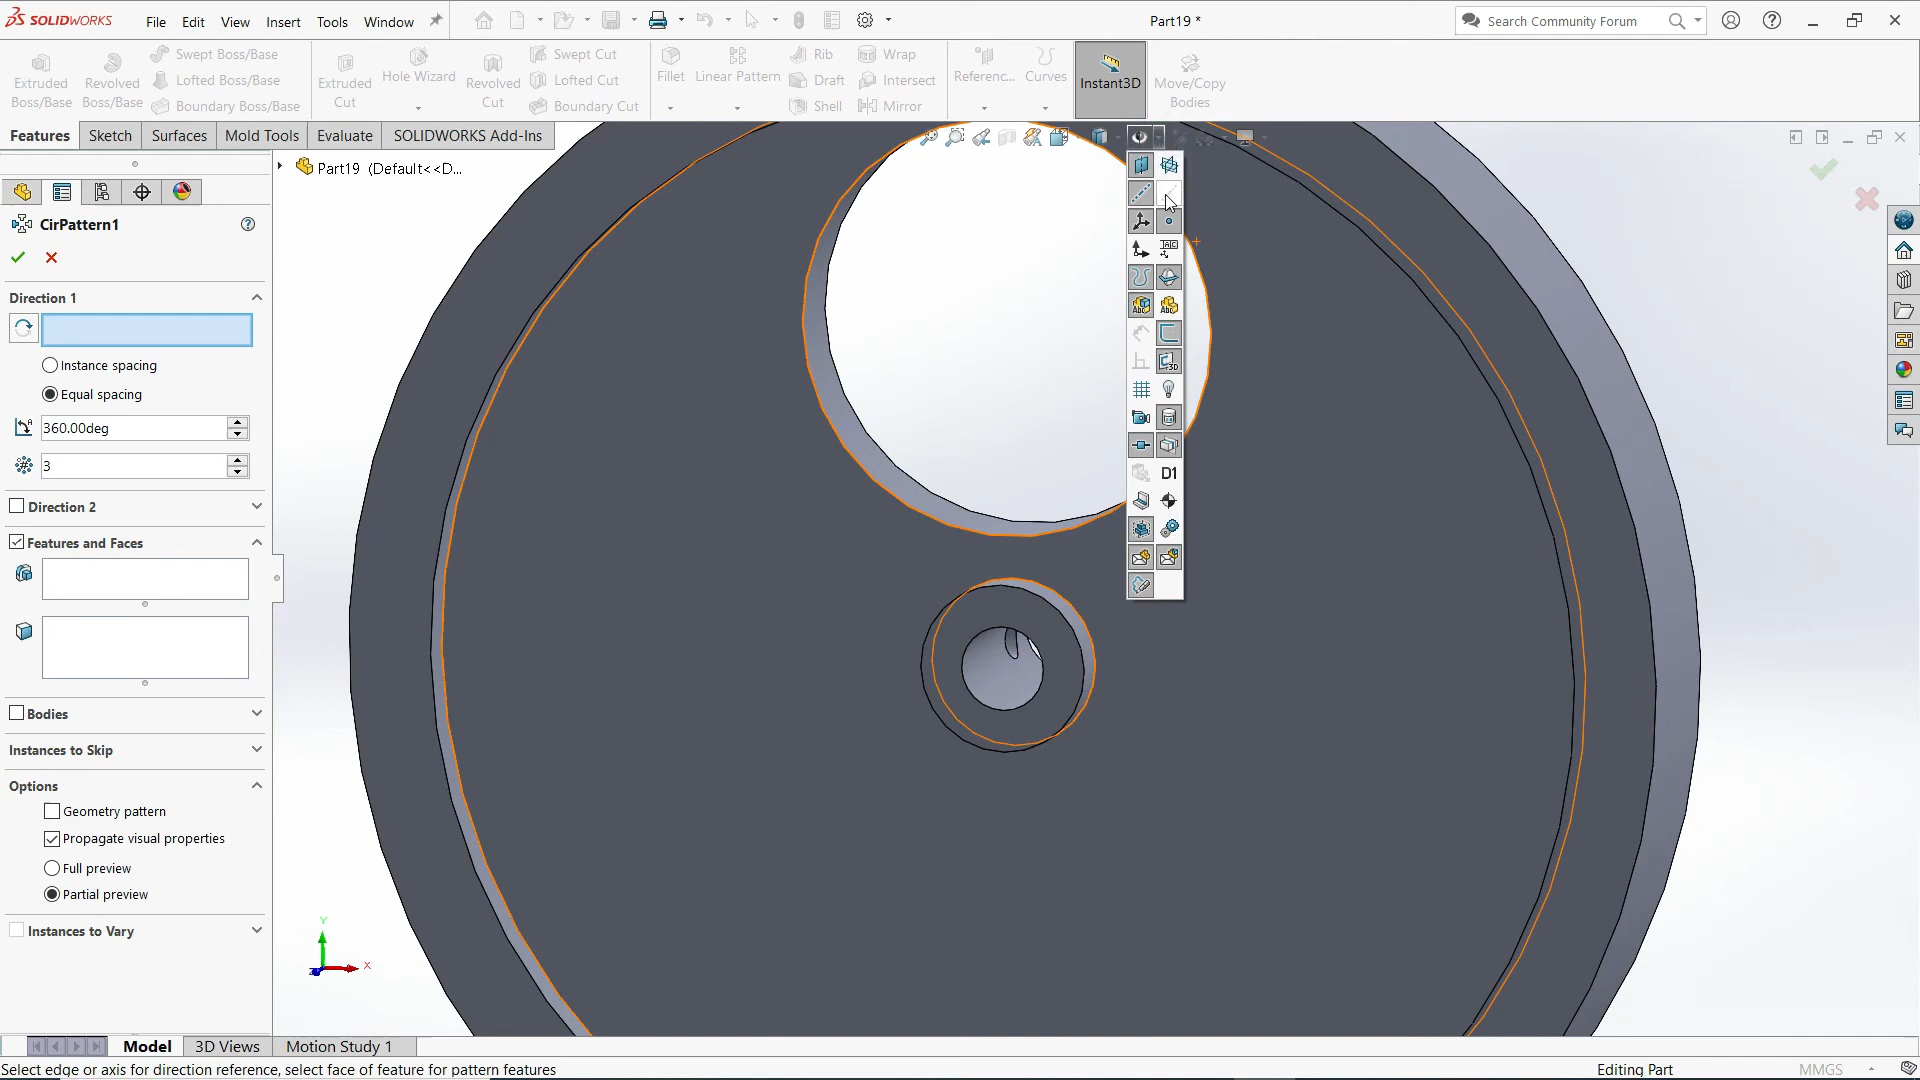 SOLIDWORKS File Edit View Insert Tools Window Part19 * Search Community Forum
Extruded Boss/Base
Revolved Boss/Base
Swept Boss/Base
Lofted Boss/Base
Boundary Boss/Base
Extruded Cut
Hole Wizard
Revolved Cut
Swept Cut
Lofted Cut
Boundary Cut
Fillet
Linear Pattern
Rib
Draft
Shell
Wrap
Intersect
Mirror
Referenc...
Curves
Instant3D
Move/Copy Bodies
Features Sketch Surfaces Mold Tools Evaluate SOLIDWORKS Add-Ins
Part19 (Default<<D...
CirPattern1
Direction 1
Instance spacing
Equal spacing
360.00deg
3
Direction 2
Features and Faces
Bodies
Instances to Skip
Options
Geometry pattern
Propagate visual properties
Full preview
Partial preview
Instances to Vary
D1
Y
X
Model 3D Views Motion Study 1
Select edge or axis for direction reference, select face of feature for pattern features Editing Part MMGS